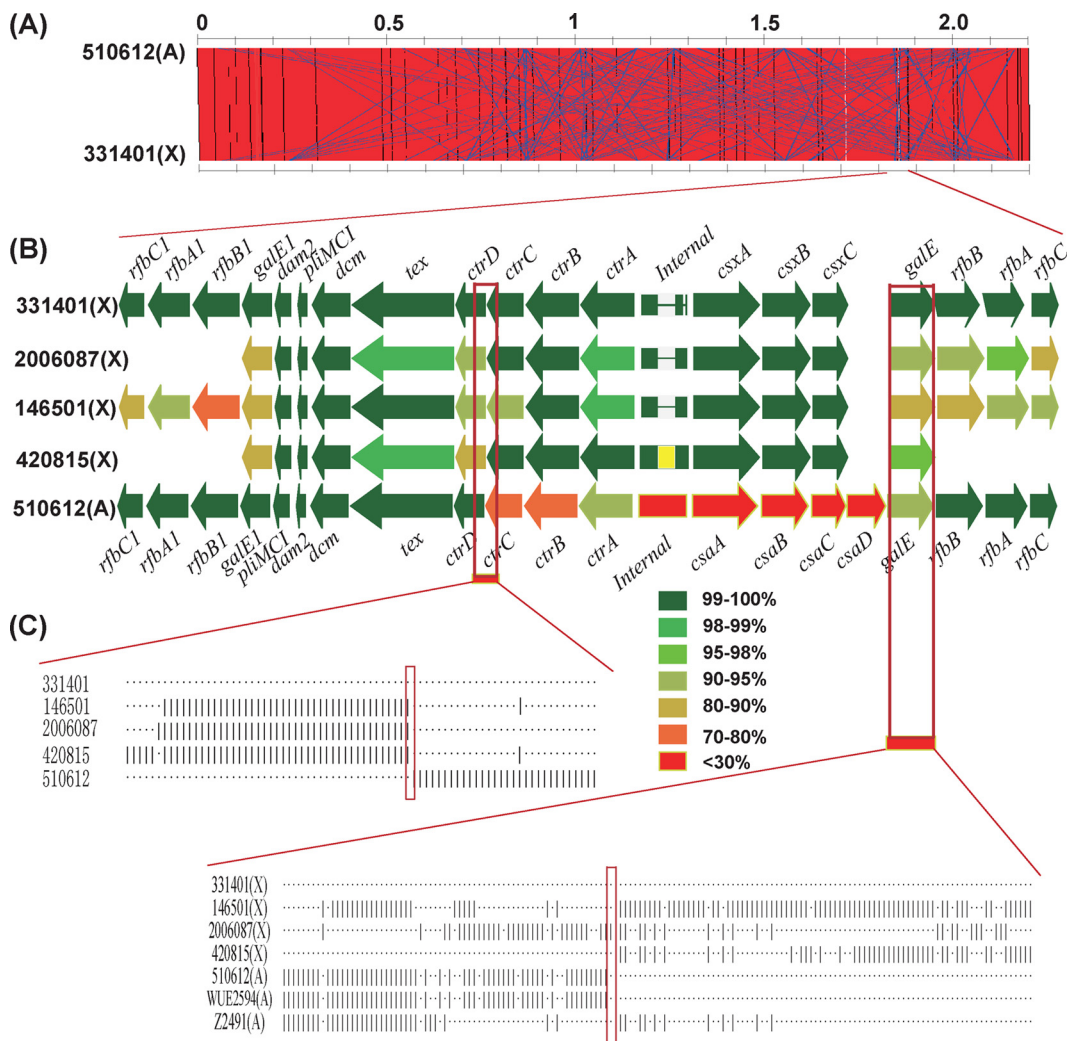 (A)
0 0.5 1 1.5 2.0
510612(A)
331401(X)
(B)
rfbC1 rfbA1 rfbB1 galE1 dam2 pliMCI dcm tex ctrD ctrC ctrB ctrA Internal csxA csxB csxC galE rfbB rfbA rfbC
331401(X)
2006087(X)
146501(X)
420815(X)
510612(A)
rfbC1 rfbA1 rfbB1 galE1 pliMCI dam2 dcm tex ctrD ctrC ctrB ctrA Internal csaA csaB csaC csaD galE rfbB rfbA rfbC
99-100%
98-99%
95-98%
90-95%
80-90%
70-80%
<30%
(C)
331401
146501
2006087
420815
510612
331401(X)
146501(X)
2006087(X)
420815(X)
510612(A)
WUE2594(A)
Z2491(A)